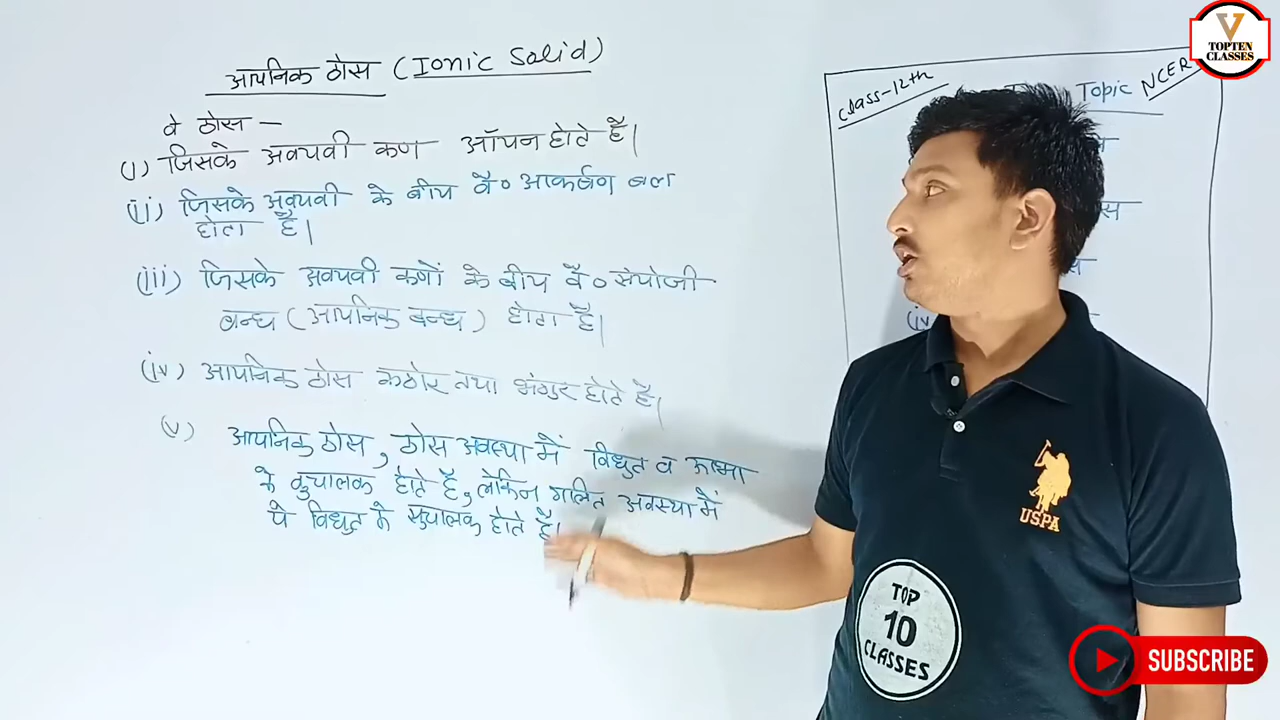 आयनिक ठोस (Ionic Solid)
वे ठोस –
(i) जिसके अवयवी कण ऑयन होते है।
(ii) जिसके अवयवी के बीच वै० आकर्षण बल
होता है।
(iii) जिसके अवयवी कणों के बीच वै० संयोजी
बन्ध (आयनिक बन्ध) होता है।
(iv) आयनिक ठोस कठोर तथा भंगुर होते है।
(v) आयनिक ठोस, ठोस अवस्था में विधुत व ऊष्मा
के कुचालक होते है, लेकिन गलित अवस्था में
ये विधुत के सुचालक होते है।
Class-12th
Topic NCER
(iv
V
TOPTEN
CLASSES
USPA
TOP
10
CLASSES
SUBSCRIBE